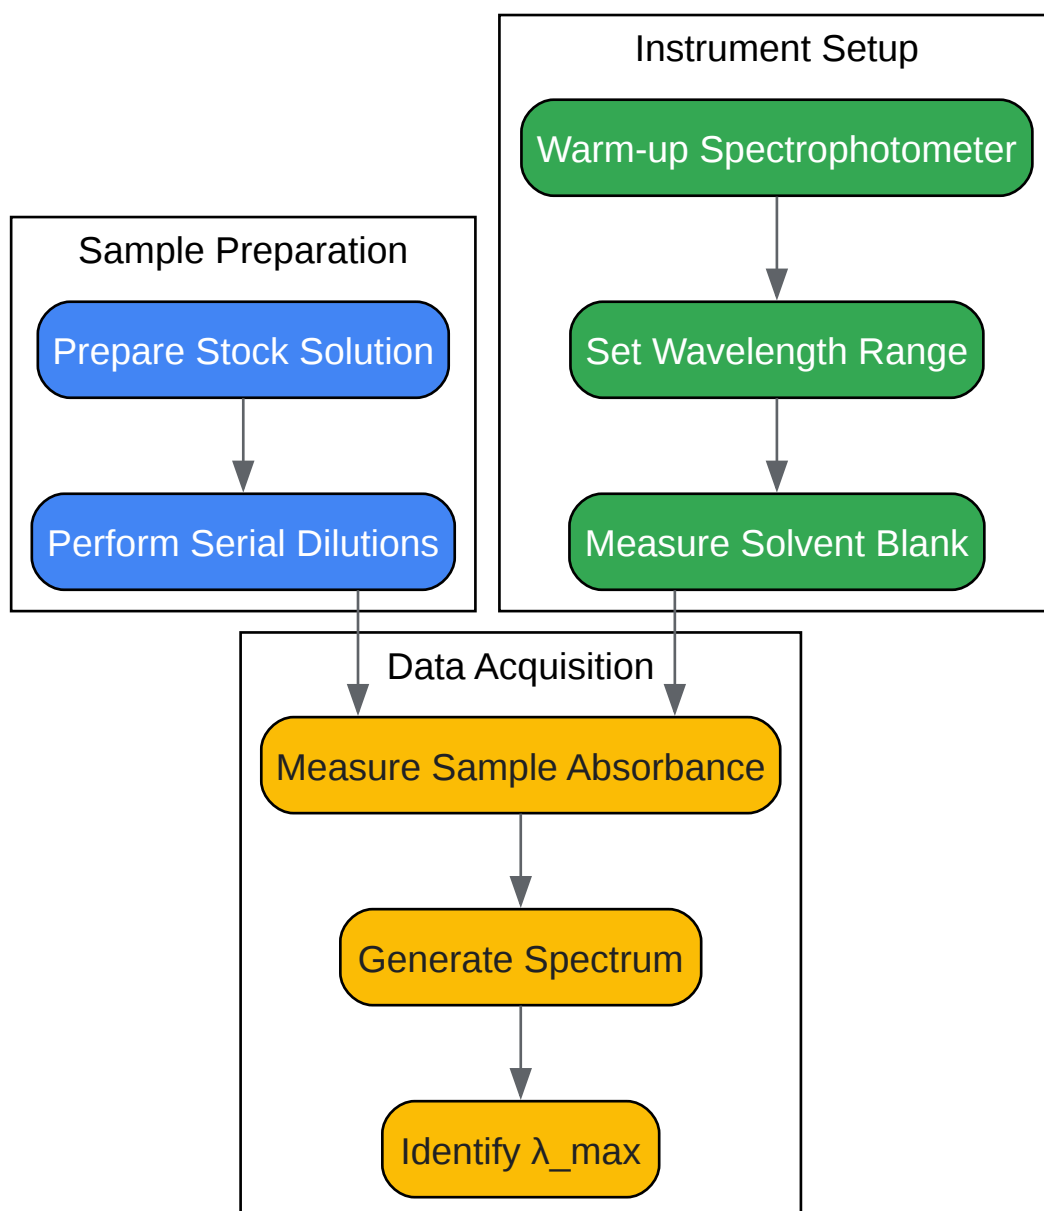 Instrument Setup
Warm-up Spectrophotometer
Set Wavelength Range
Measure Solvent Blank
Sample Preparation
Prepare Stock Solution
Perform Serial Dilutions
Data Acquisition
Measure Sample Absorbance
Generate Spectrum
Identify λ_max